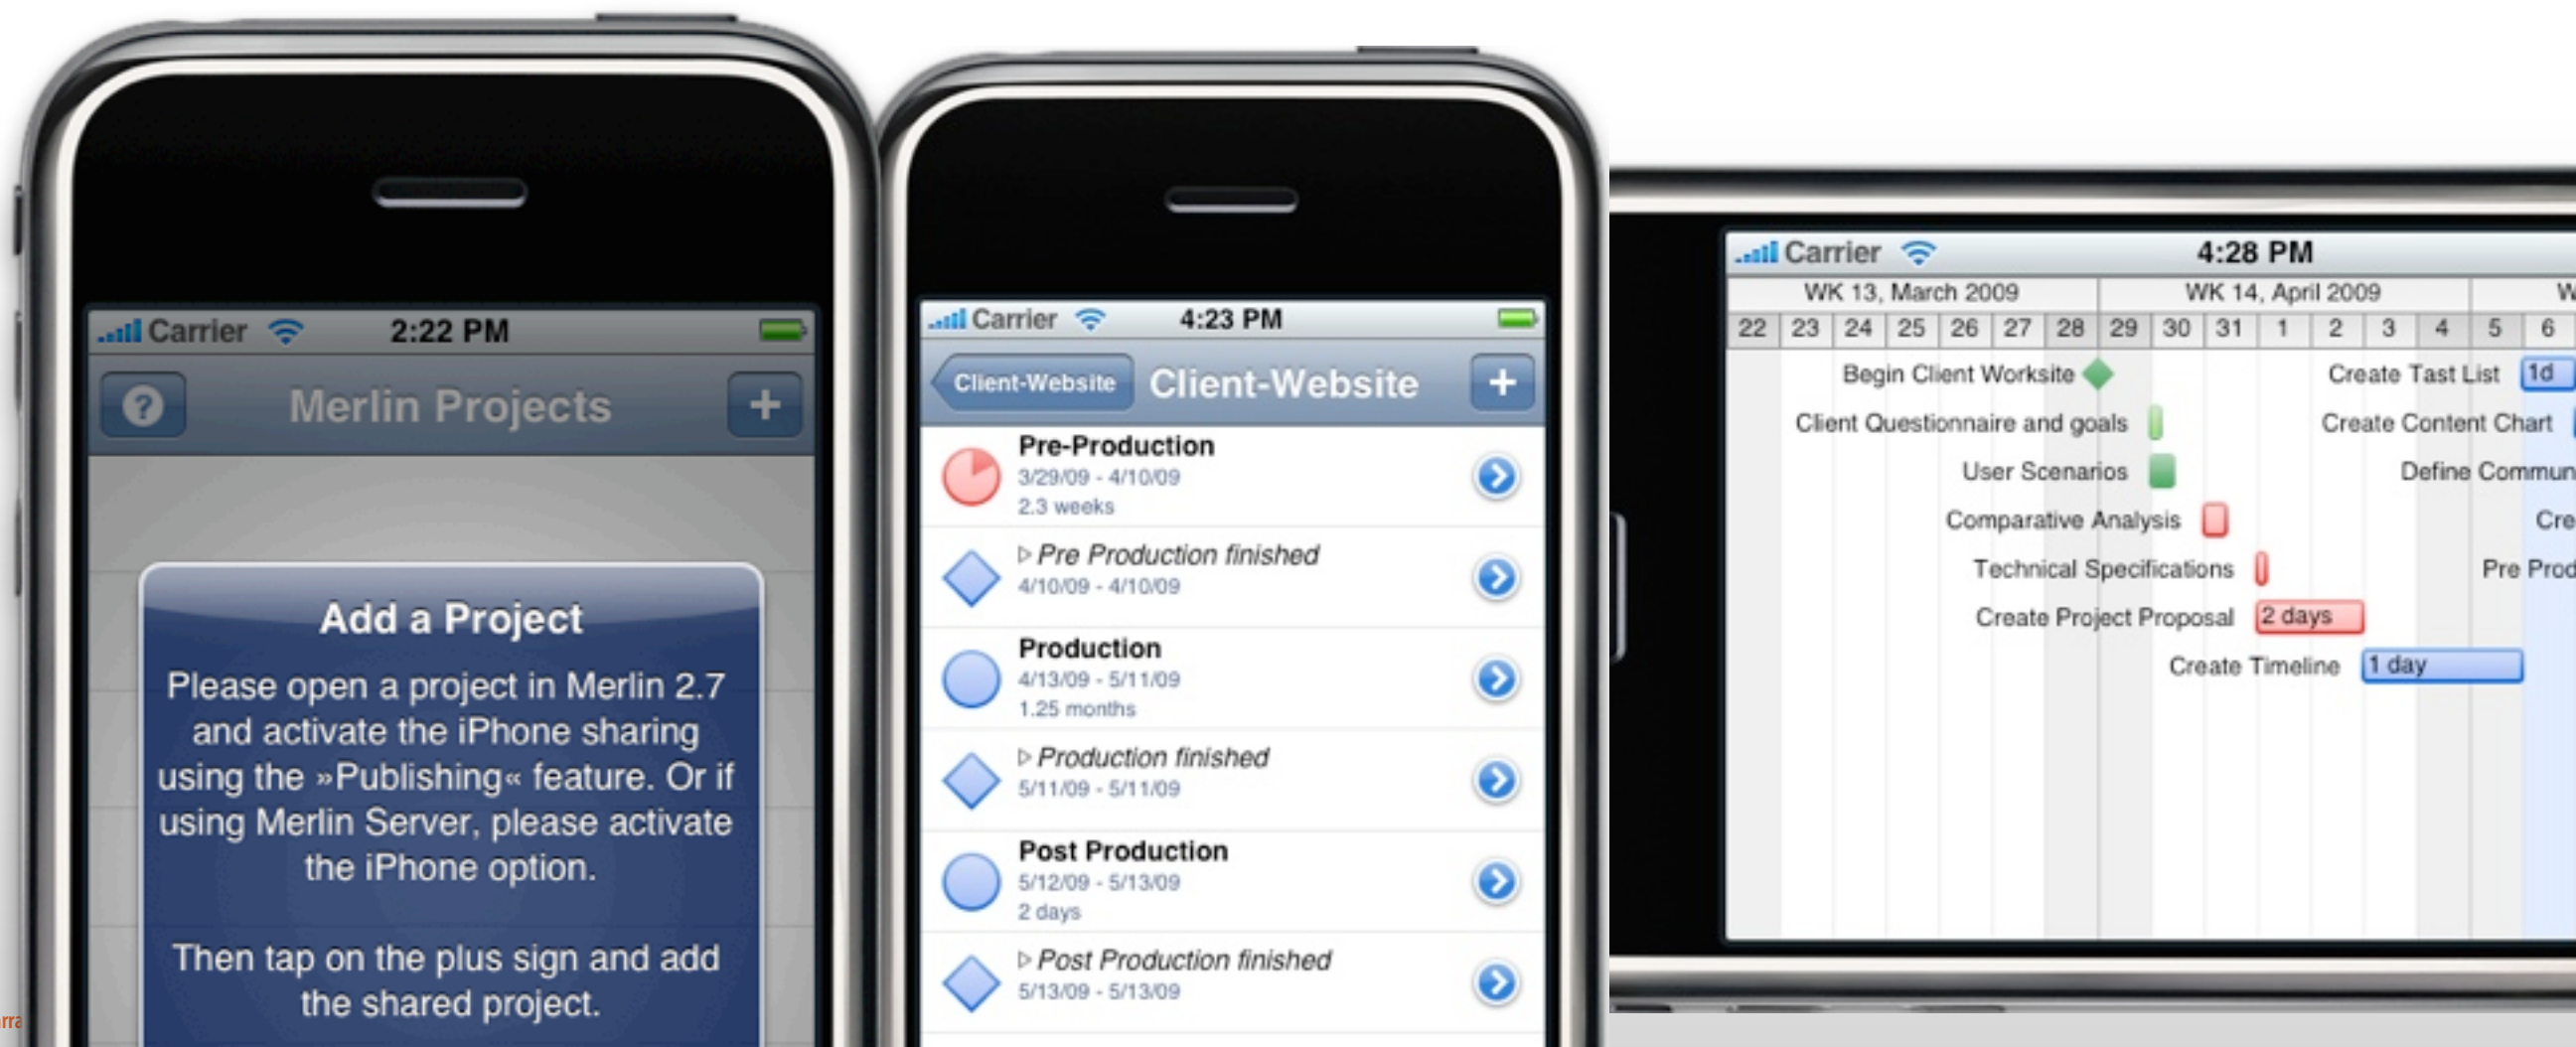 Carrier 2:22 PM
Merlin Projects
Add a Project
Please open a project in Merlin 2.7
and activate the iPhone sharing
using the »Publishing« feature. Or if
using Merlin Server, please activate
the iPhone option.
Then tap on the plus sign and add
the shared project.
Carrier 4:23 PM
Client-Website Client-Website +
Pre-Production
3/29/09 - 4/10/09
2.3 weeks
Pre Production finished
4/10/09 - 4/10/09
Production
4/13/09 - 5/11/09
1.25 months
Production finished
5/11/09 - 5/11/09
Post Production
5/12/09 - 5/13/09
2 days
Post Production finished
5/13/09 - 5/13/09
Carrier 4:28 PM
WK 13, March 2009 WK 14, April 2009 W
22 23 24 25 26 27 28 29 30 31 1 2 3 4 5 6
Begin Client Worksite Create Tast List 1d
Client Questionnaire and goals Create Content Chart
User Scenarios Define Commun
Comparative Analysis Cre
Technical Specifications Pre Prod
Create Project Proposal 2 days
Create Timeline 1 day